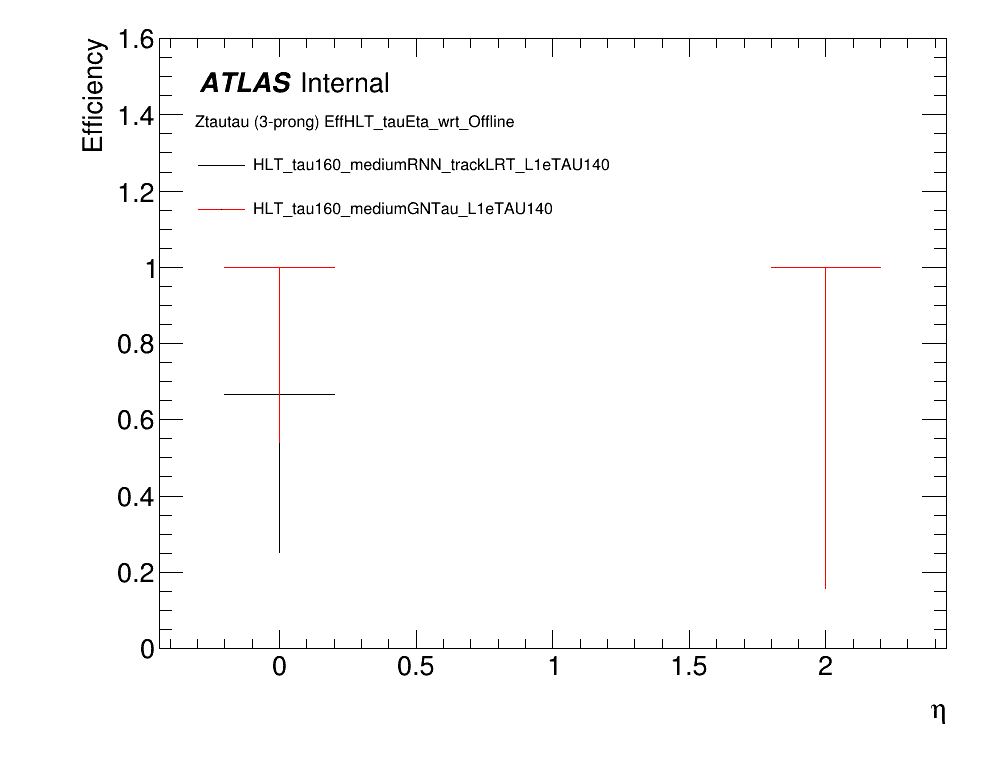 Efficiency
1.6
1.4
1.2
1
0.8
0.6
0.4
0.2
0
ATLAS Internal
Ztautau (3-prong) EffHLT_tauEta_wrt_Offline
HLT_tau160_mediumRNN_trackLRT_L1eTAU140
HLT_tau160_mediumGNTau_L1eTAU140
0 0.5 1 1.5 2
η